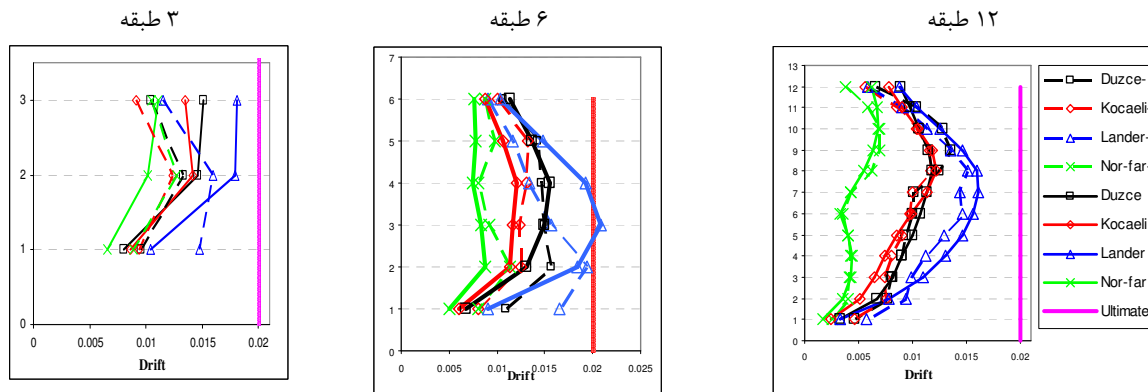 ۳ طبقه
۶ طبقه
۱۲ طبقه
3
2
1
0
0 0.005 0.01 0.015 0.02
Drift
7
6
5
4
3
2
1
0
0 0.005 0.01 0.015 0.02 0.025
Drift
13
12
11
10
9
8
7
6
5
4
3
2
1
0
0 0.005 0.01 0.015 0.02
Drift
Duzce-
Kocaeli-
Lander-
Nor-far-
Duzce
Kocaeli
Lander
Nor-far
Ultimate